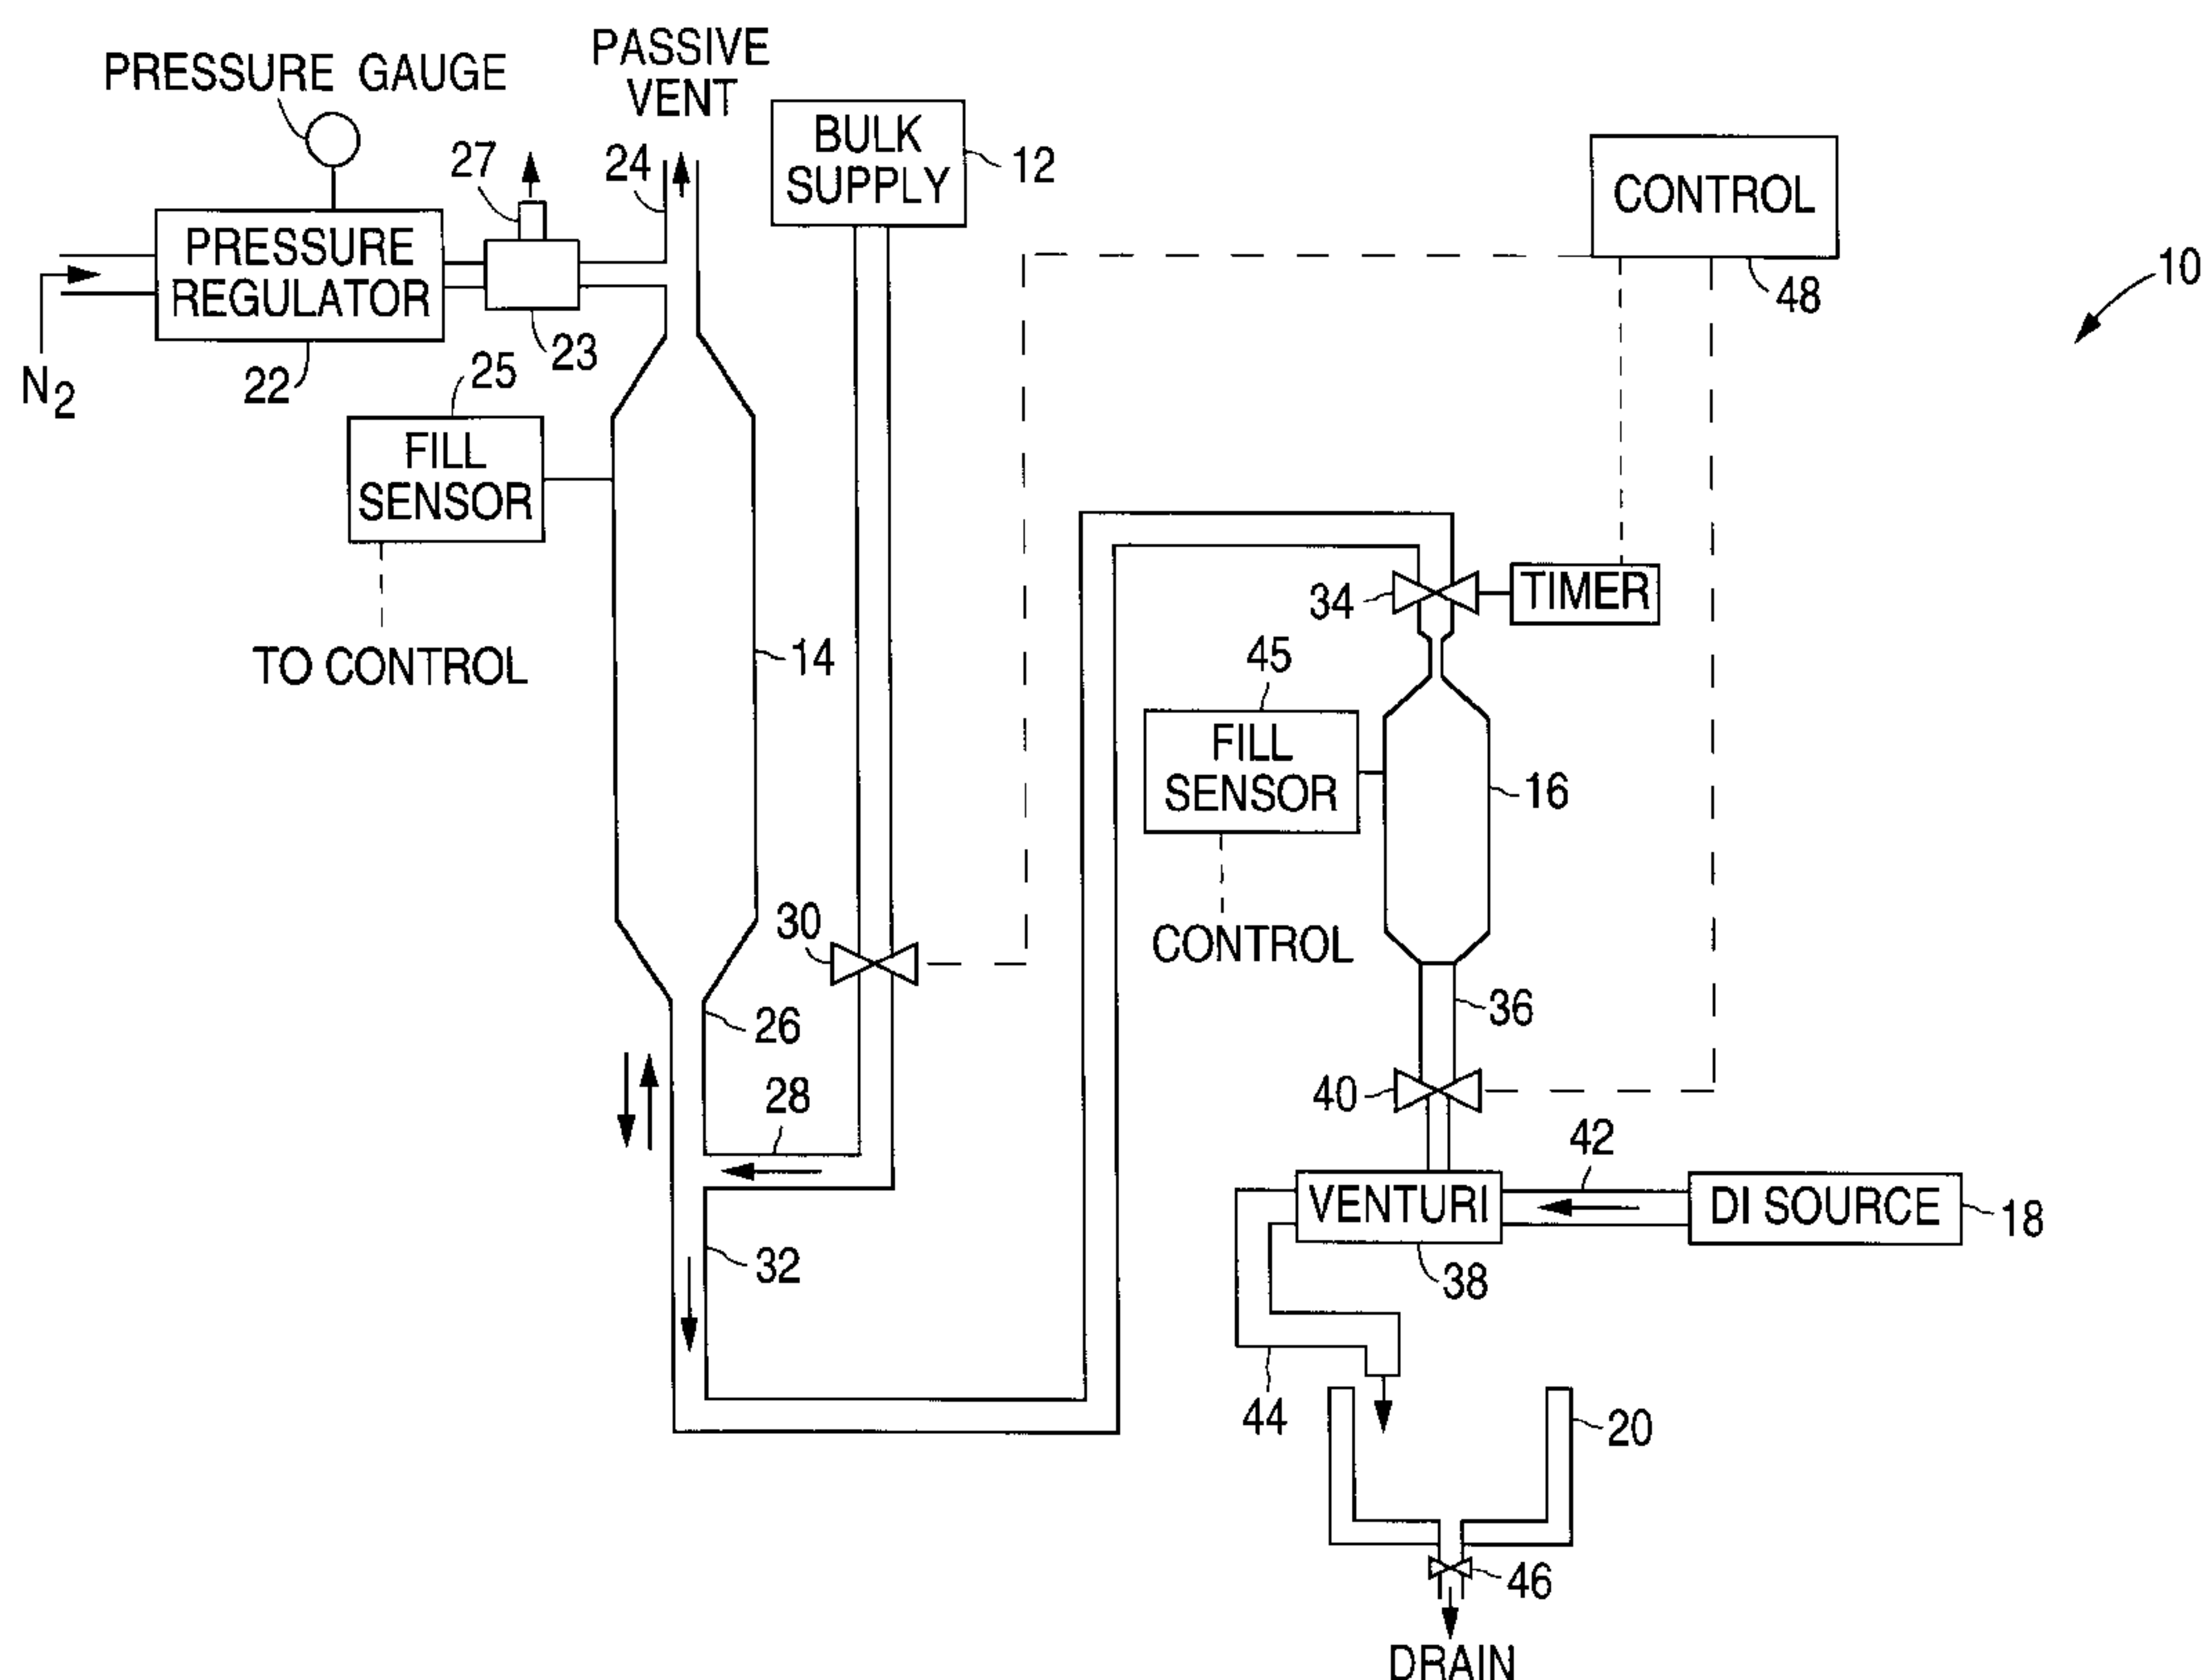 PRESSURE GAUGE
PASSIVE
VENT
BULK
SUPPLY
12
27
24
PRESSURE
REGULATOR
CONTROL
10
48
N2
22
23
25
FILL
SENSOR
TO CONTROL
14
34
TIMER
45
FILL
SENSOR
16
CONTROL
30
26
36
28
40
42
VENTURI
DI SOURCE
18
32
38
44
20
46
DRAIN